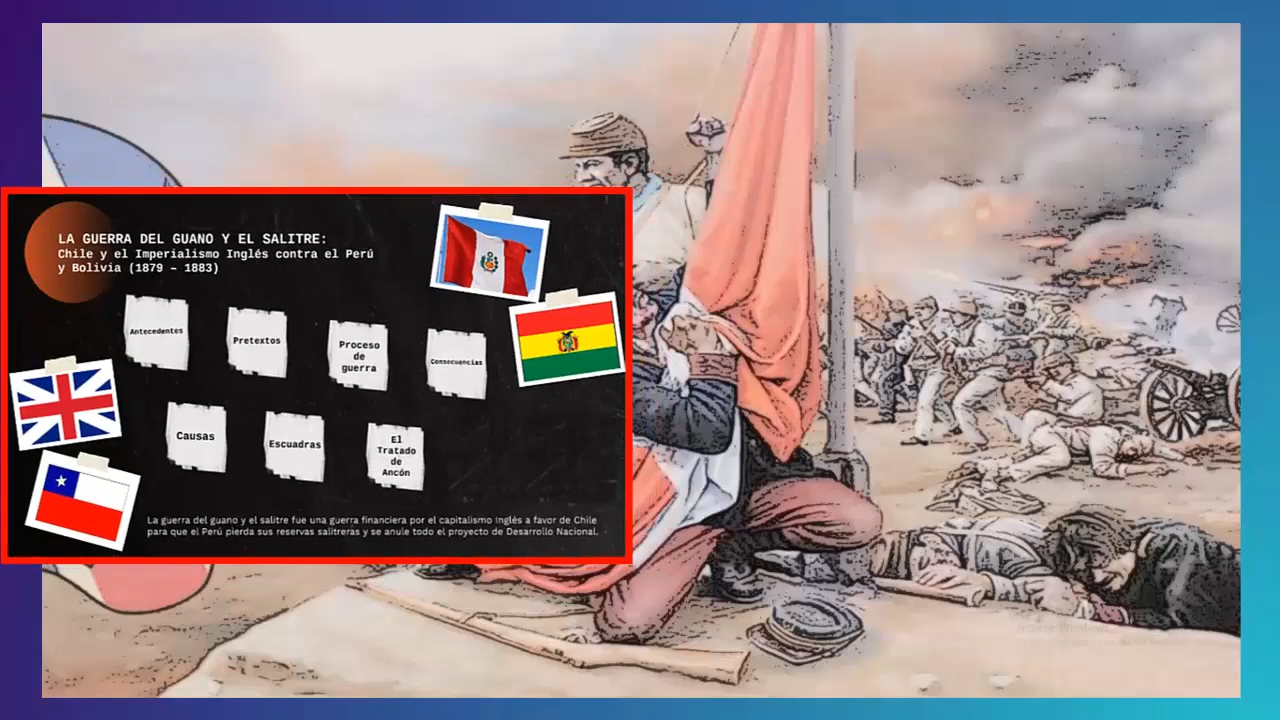 LA GUERRA DEL GUANO Y EL SALITRE:
Chile y el Imperialismo Inglés contra el Perú
y Bolivia (1879 - 1883)
Antecedentes
Pretextos
Proceso
de
guerra
Consecuencias
Causas
Escuadras
El
Tratado
de
Ancón
La guerra del guano y el salitre fue una guerra financiera por el capitalismo Inglés a favor de Chile
para que el Perú pierda sus reservas salitreras y se anule todo el proyecto de Desarrollo Nacional.